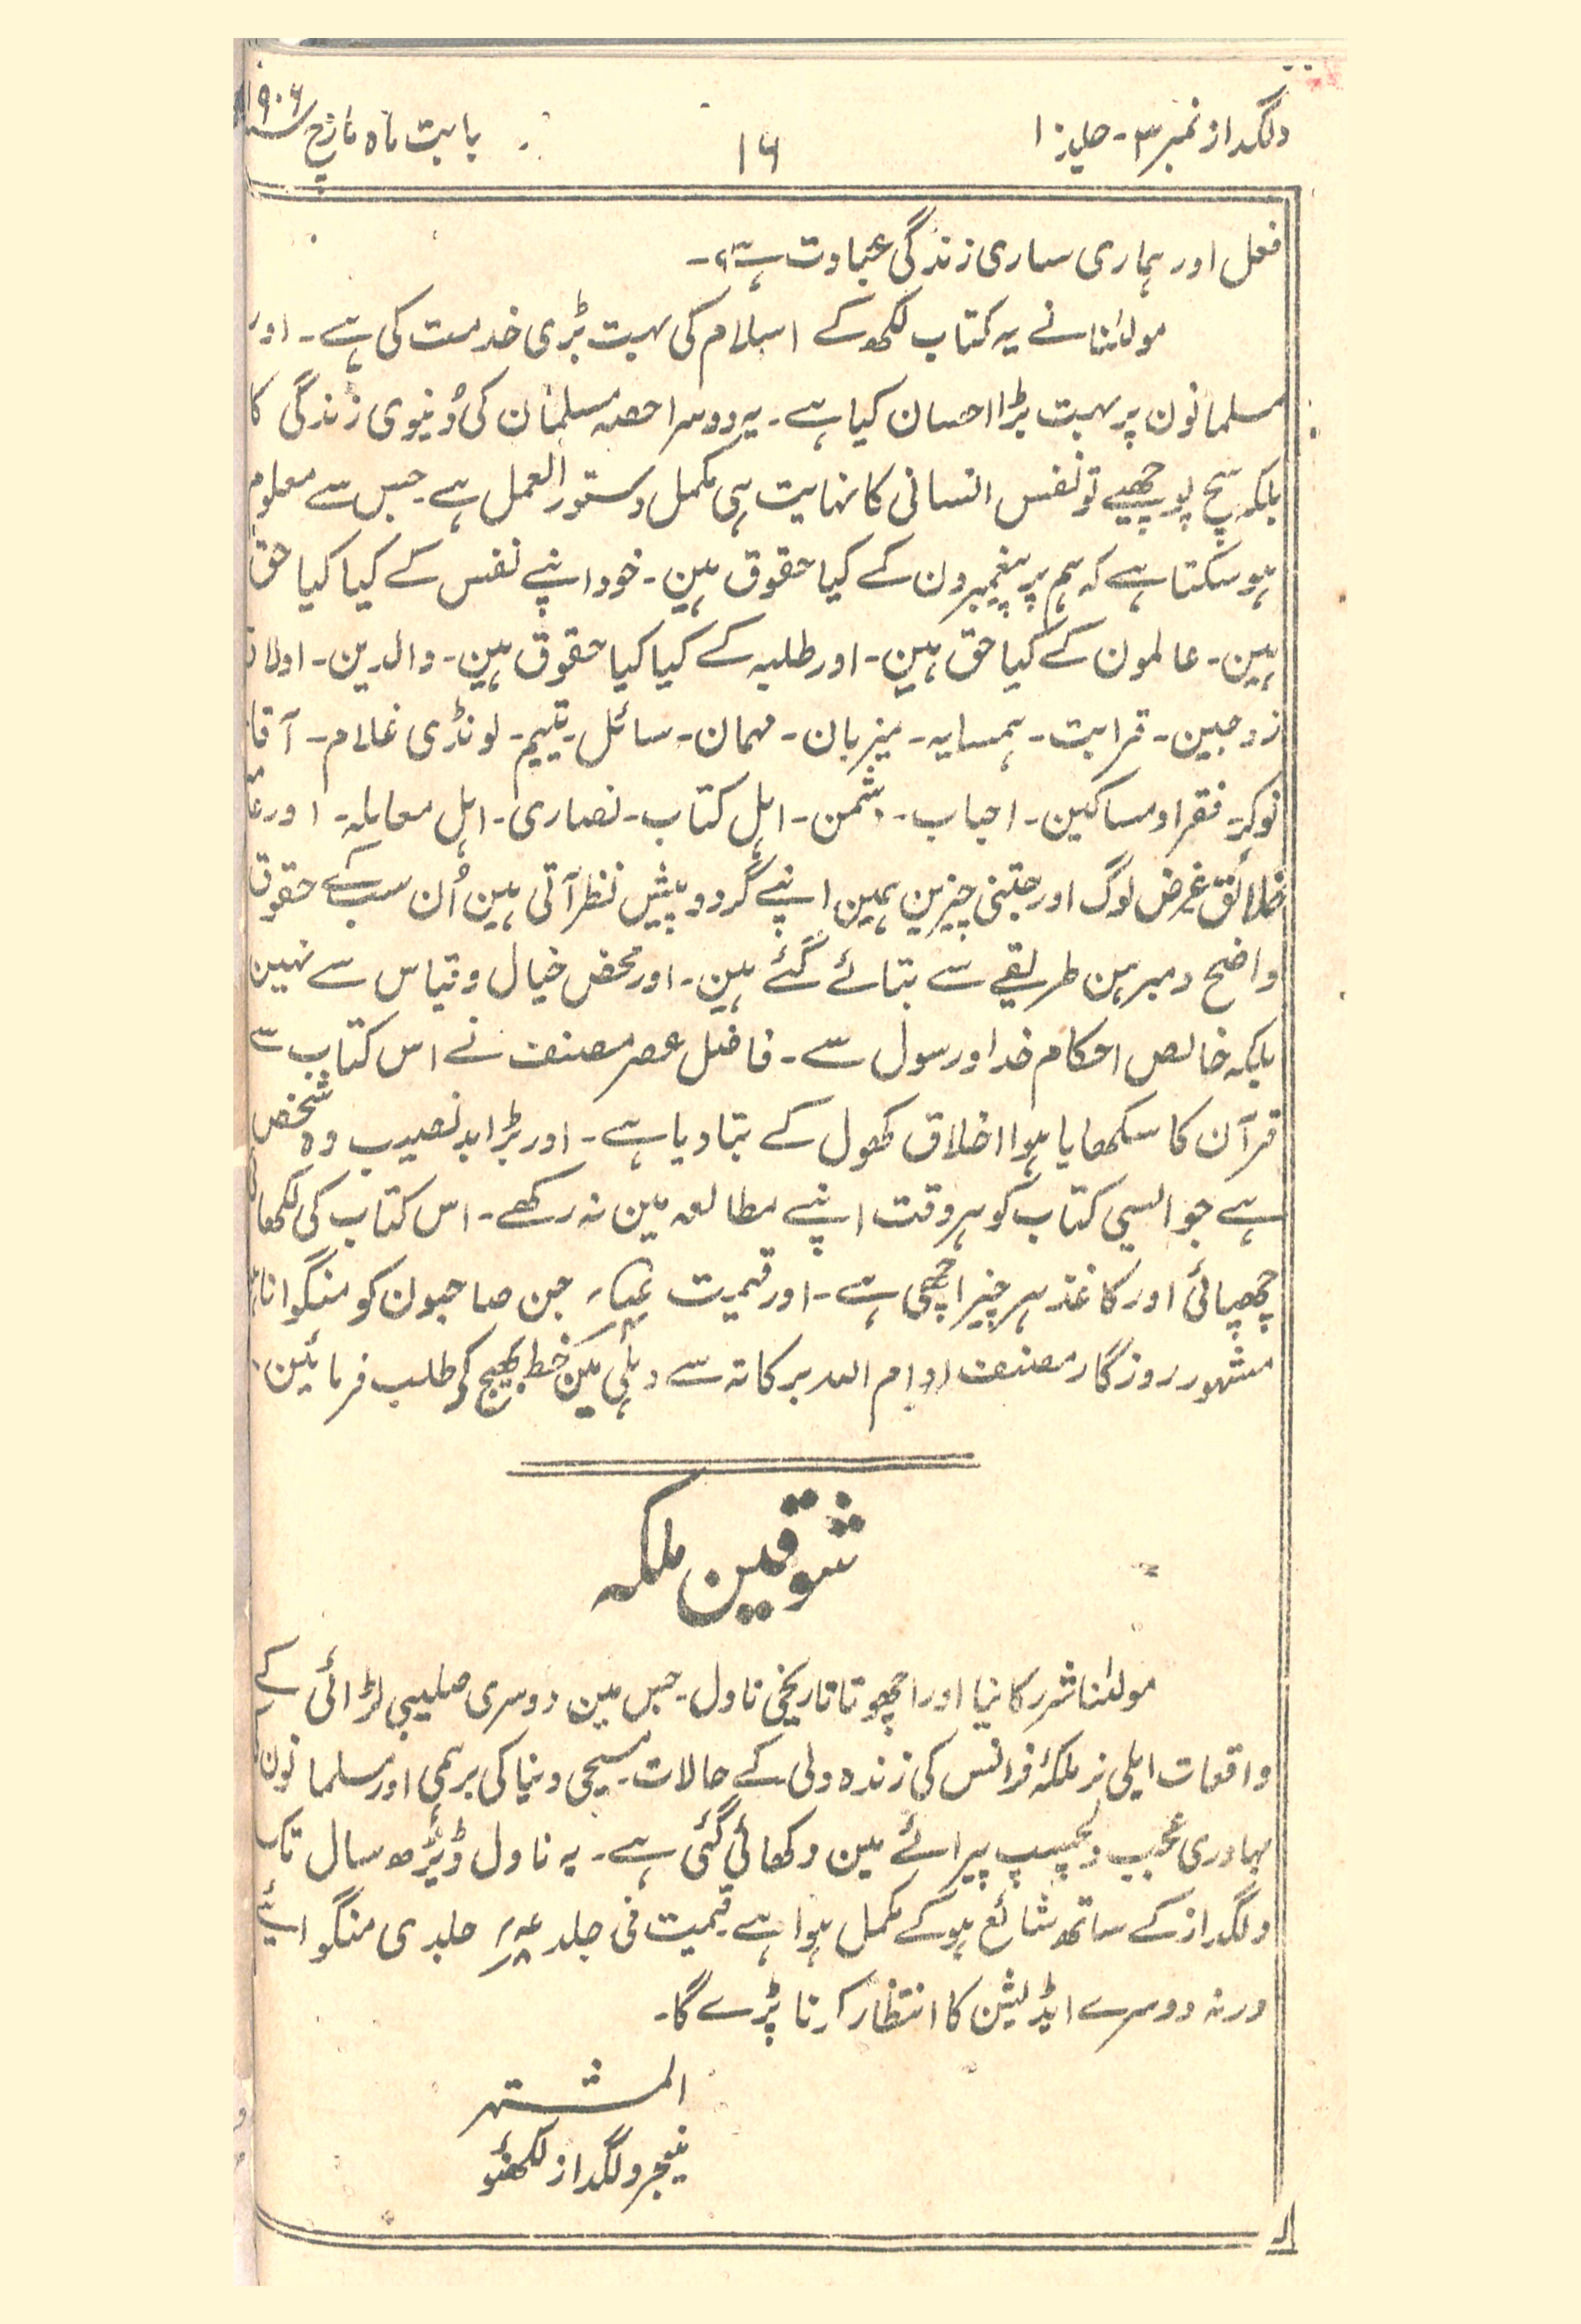 دلگداز نمبر ۳ - جلد ۱۰
۱۶
بابت ماہ مارچ سنہ ۱۹۰۶
فعل اور ہماری ساری زندگی عبادت ہے۔
مولٰنا نے یہ کتاب لکھ کے اسلام کی بہت بڑی خدمت کی ہے۔ اور
مسلمانون پر بہت بڑا احسان کیا ہے۔ یہ دوسرا حصہ مسلمان کی دُنیوی زندگی کا
بلکہ سچ پوچھیے تو نفس انسانی کا نہایت ہی مکمل دستور العمل ہے۔ جس سے معلوم
ہو سکتا ہے کہ ہم پر پیغمبرون کے کیا حقوق ہین۔ خود اپنے نفس کے کیا کیا حق
ہین۔ عالمون کے کیا حق ہین۔ اور طلبہ کے کیا کیا حقوق ہین۔ والدین۔ اولاد
زوجین۔ قرابت۔ ہمسایہ۔ میزبان۔ مہمان۔ سائل۔ یتیم۔ لونڈی غلام۔ آقا۔
نوکر۔ فقرا و مساکین۔ احباب۔ دشمن۔ اہل کتاب۔ نصاری۔ اہل معاملہ۔ اور
خلائق غرض لوگ اور جتنی چیزین ہمین اپنے گرد و پیش نظر آتی ہین اُن سب کے حقوق
واضح و مبرہن طریقے سے بتائے گئے ہین۔ اور محض خیال و قیاس سے نہین
بلکہ خالص احکام خدا و رسول سے۔ فاضل عصر مصنف نے اس کتاب سے
قرآن کا سکھایا ہوا اخلاق کھول کے بتا دیا ہے۔ اور بڑا بد نصیب وہ شخص
ہے جو ایسی کتاب کو ہر وقت اپنے مطالعہ مین نہ رکھے۔ اس کتاب کی لکھائی
چھپائی اور کاغذ ہر چیز اچھی ہے۔ اور قیمت جن صاحبون کو منگوانا
مشہور روزگار مصنف ادام اللہ برکاتہ سے دہلی مین خط بھیج کر طلب فرمائین۔
شوقین ملکہ
مولٰنا شرر کا نیا اور اچھوتا تاریخی ناول۔ جس مین دوسری صلیبی لڑائی کے
واقعات ایلی نر ملکۂ فرانس کی زندہ دلی کے حالات۔ مسیحی دنیا کی برہمی اور مسلمانون
بہادری عجیب دلچسپ پیرائے مین دکھائی گئی ہے۔ یہ ناول ڈیڑھ سال تک
دلگداز کے ساتھ شائع ہو کے مکمل ہوا ہے قیمت فی جلد جلدی منگوایئے
ورنہ دوسرے اڈیشن کا انتظار کرنا پڑے گا۔
المشتہر
منیجر دلگداز لکھنؤ